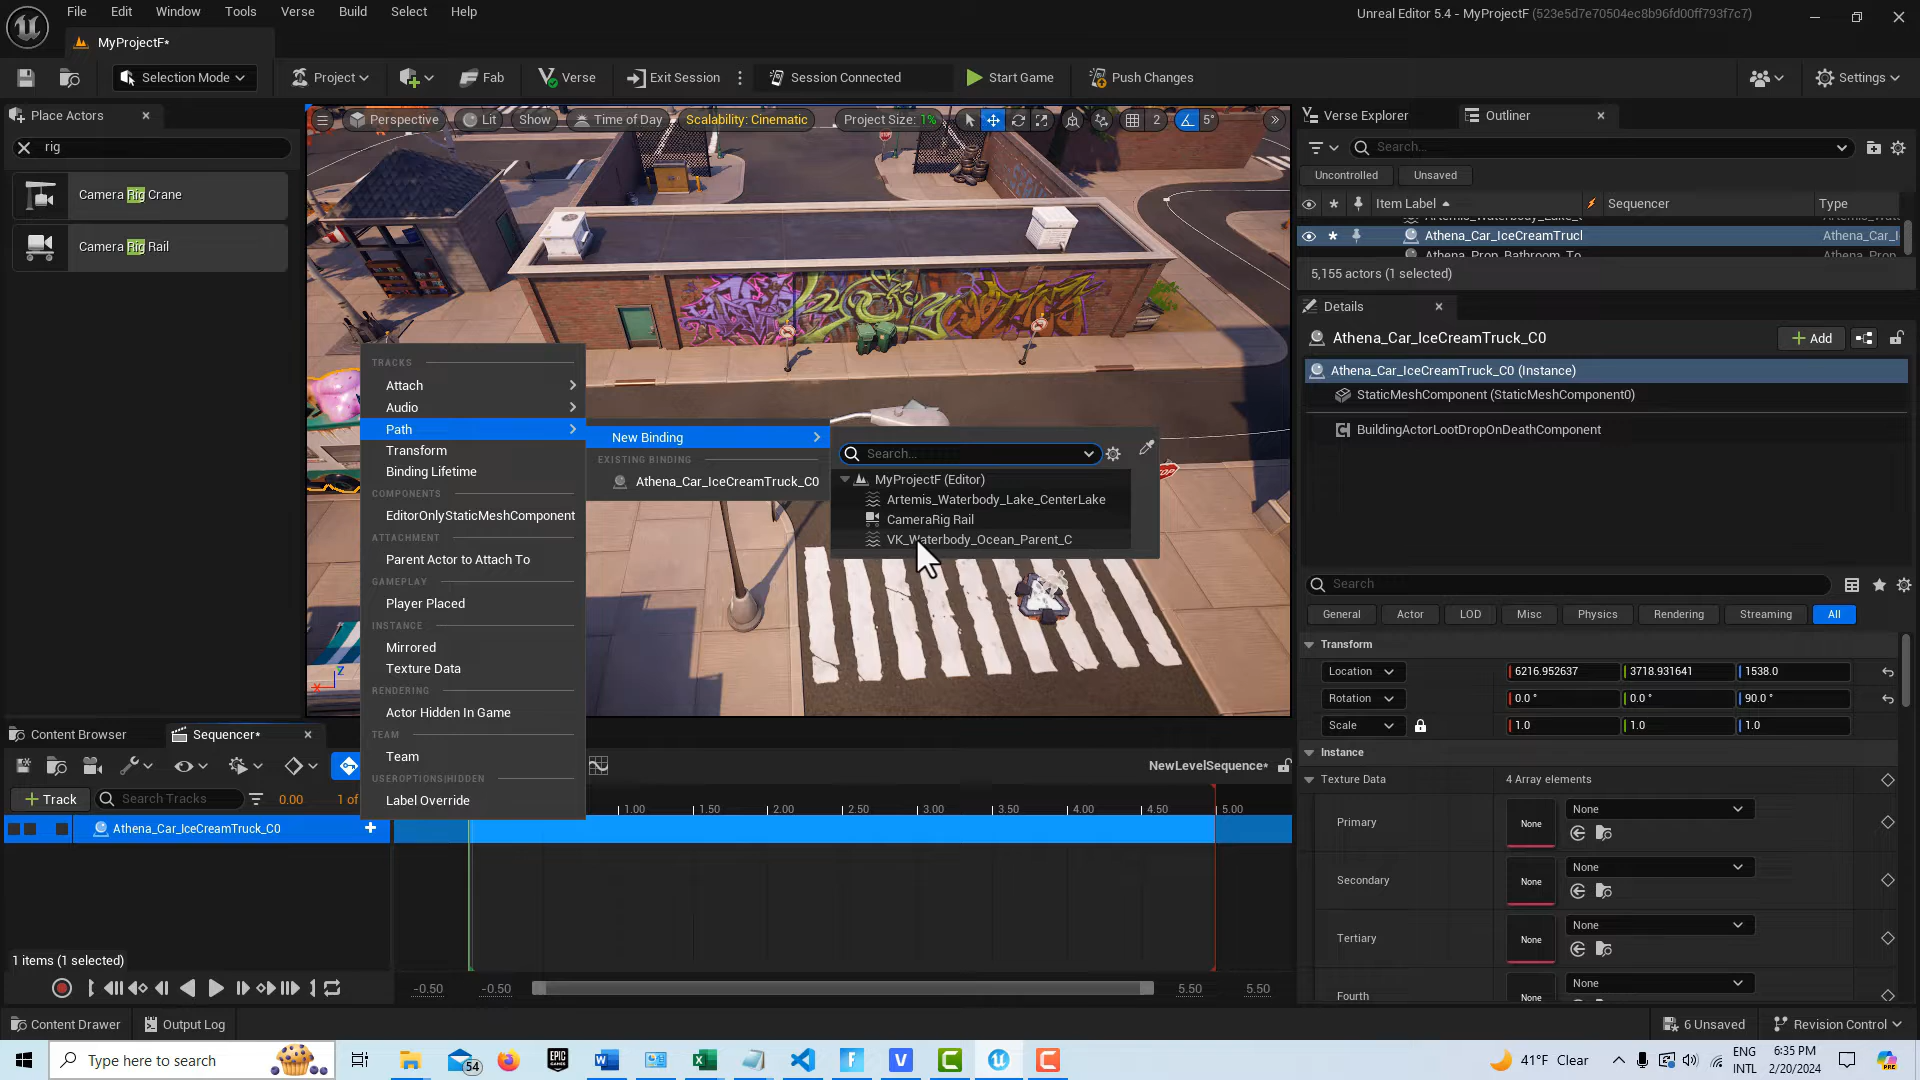 File Edit Window Tools Verse Build Select Help
Unreal Editor 5.4 - MyProjectF (523e5d7e70504ec8b96fd00ff793f7c7)
MyProjectF*
Selection Mode
Project
Fab
Verse
Exit Session
Session Connected
Start Game
Push Changes
Settings
Place Actors
rig
Camera Rig Crane
Camera Rig Rail
Perspective
Lit
Show
Time of Day
Scalability: Cinematic
Project Size: 1%
2
5°
Verse Explorer
Outliner
Search...
Uncontrolled
Unsaved
Item Label
Sequencer
Type
Athena_Car_IceCreamTrucl
Athena_Car_I
5,155 actors (1 selected)
Details
Athena_Car_IceCreamTruck_C0
Add
Athena_Car_IceCreamTruck_C0 (Instance)
StaticMeshComponent (StaticMeshComponent0)
BuildingActorLootDropOnDeathComponent
Search
General
Actor
LOD
Misc
Physics
Rendering
Streaming
All
Transform
Location
6216.952637
3718.931641
1538.0
Rotation
0.0 °
0.0 °
90.0 °
Scale
1.0
1.0
1.0
Instance
Texture Data
4 Array elements
Primary
None
None
Secondary
None
None
Tertiary
None
None
Fourth
None
None
TRACKS
Attach
Audio
Path
Transform
Binding Lifetime
COMPONENTS
EditorOnlyStaticMeshComponent
ATTACHMENT
Parent Actor to Attach To
GAMEPLAY
Player Placed
INSTANCE
Mirrored
Texture Data
RENDERING
Actor Hidden In Game
TEAM
Team
USEROPTIONS|HIDDEN
Label Override
New Binding
EXISTING BINDING
Athena_Car_IceCreamTruck_C0
Search...
MyProjectF (Editor)
Artemis_Waterbody_Lake_CenterLake
CameraRig Rail
VK_Waterbody_Ocean_Parent_C
Content Browser
Sequencer*
NewLevelSequence*
Track
Search Tracks
0.00
1 of
1.00
1.50
2.00
2.50
3.00
3.50
4.00
4.50
5.00
Athena_Car_IceCreamTruck_C0
1 items (1 selected)
-0.50
-0.50
5.50
5.50
Content Drawer
Output Log
6 Unsaved
Revision Control
Type here to search
54
EPIC GAMES
41°F Clear
ENG
INTL
6:35 PM
2/20/2024